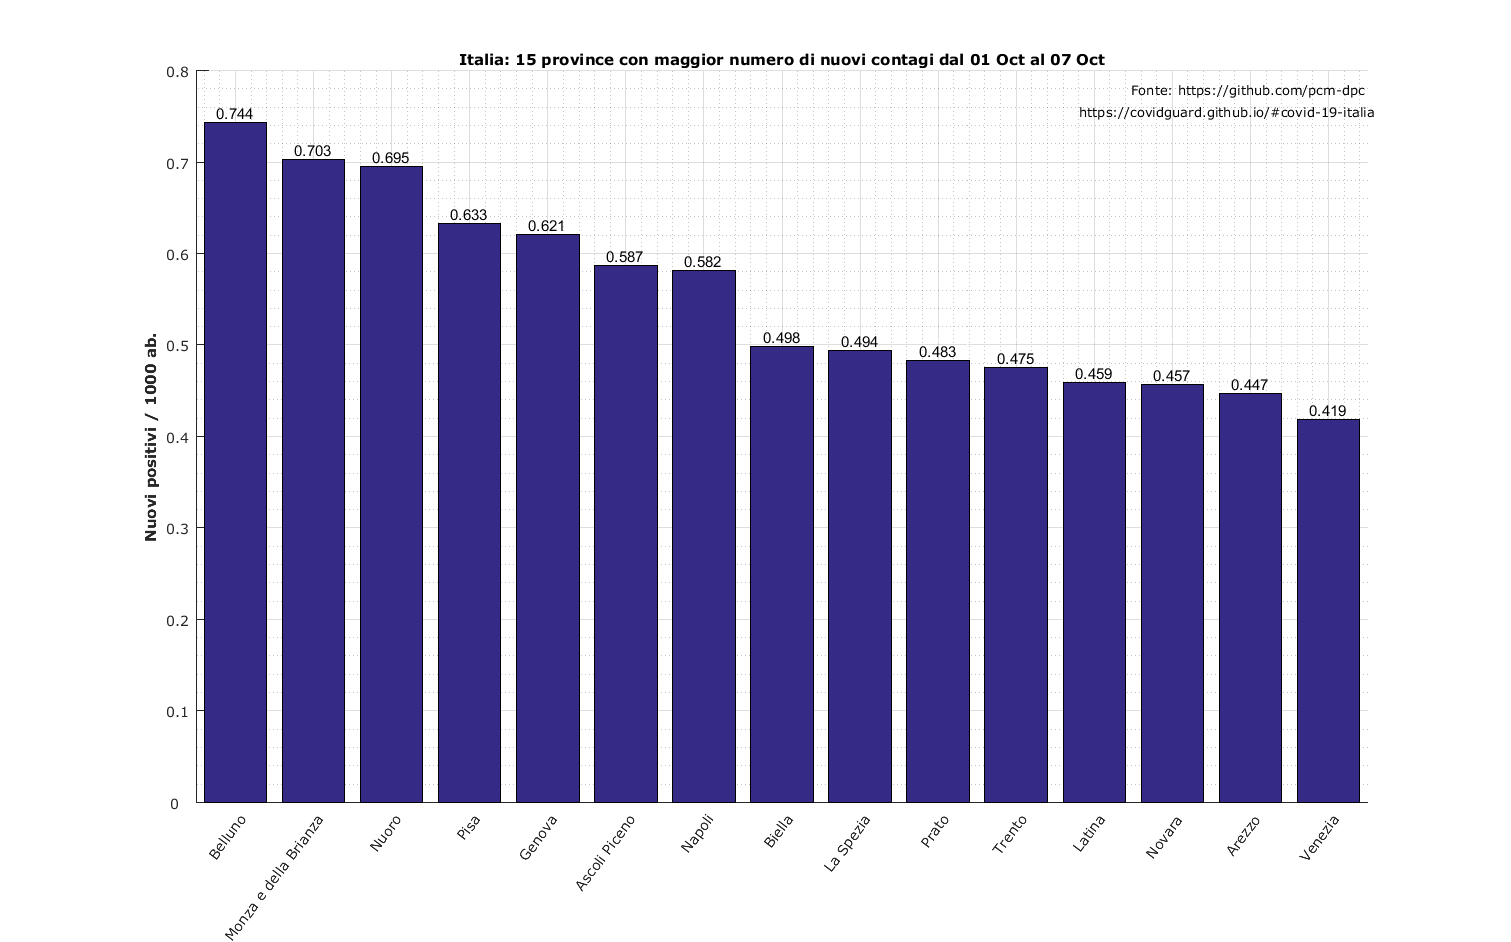 Italia: 15 province con maggior numero di nuovi contagi dal 01 Oct al 07 Oct
Fonte: https://github.com/pcm-dpc
https://covidguard.github.io/#covid-19-italia
Nuovi positivi / 1000 ab.
0.8
0.7
0.6
0.5
0.4
0.3
0.2
0.1
0
0.744
0.703
0.695
0.633
0.621
0.587
0.582
0.498
0.494
0.483
0.475
0.459
0.457
0.447
0.419
Belluno
Monza e della Brianza
Nuoro
Pisa
Genova
Ascoli Piceno
Napoli
Biella
La Spezia
Prato
Trento
Latina
Novara
Arezzo
Venezia